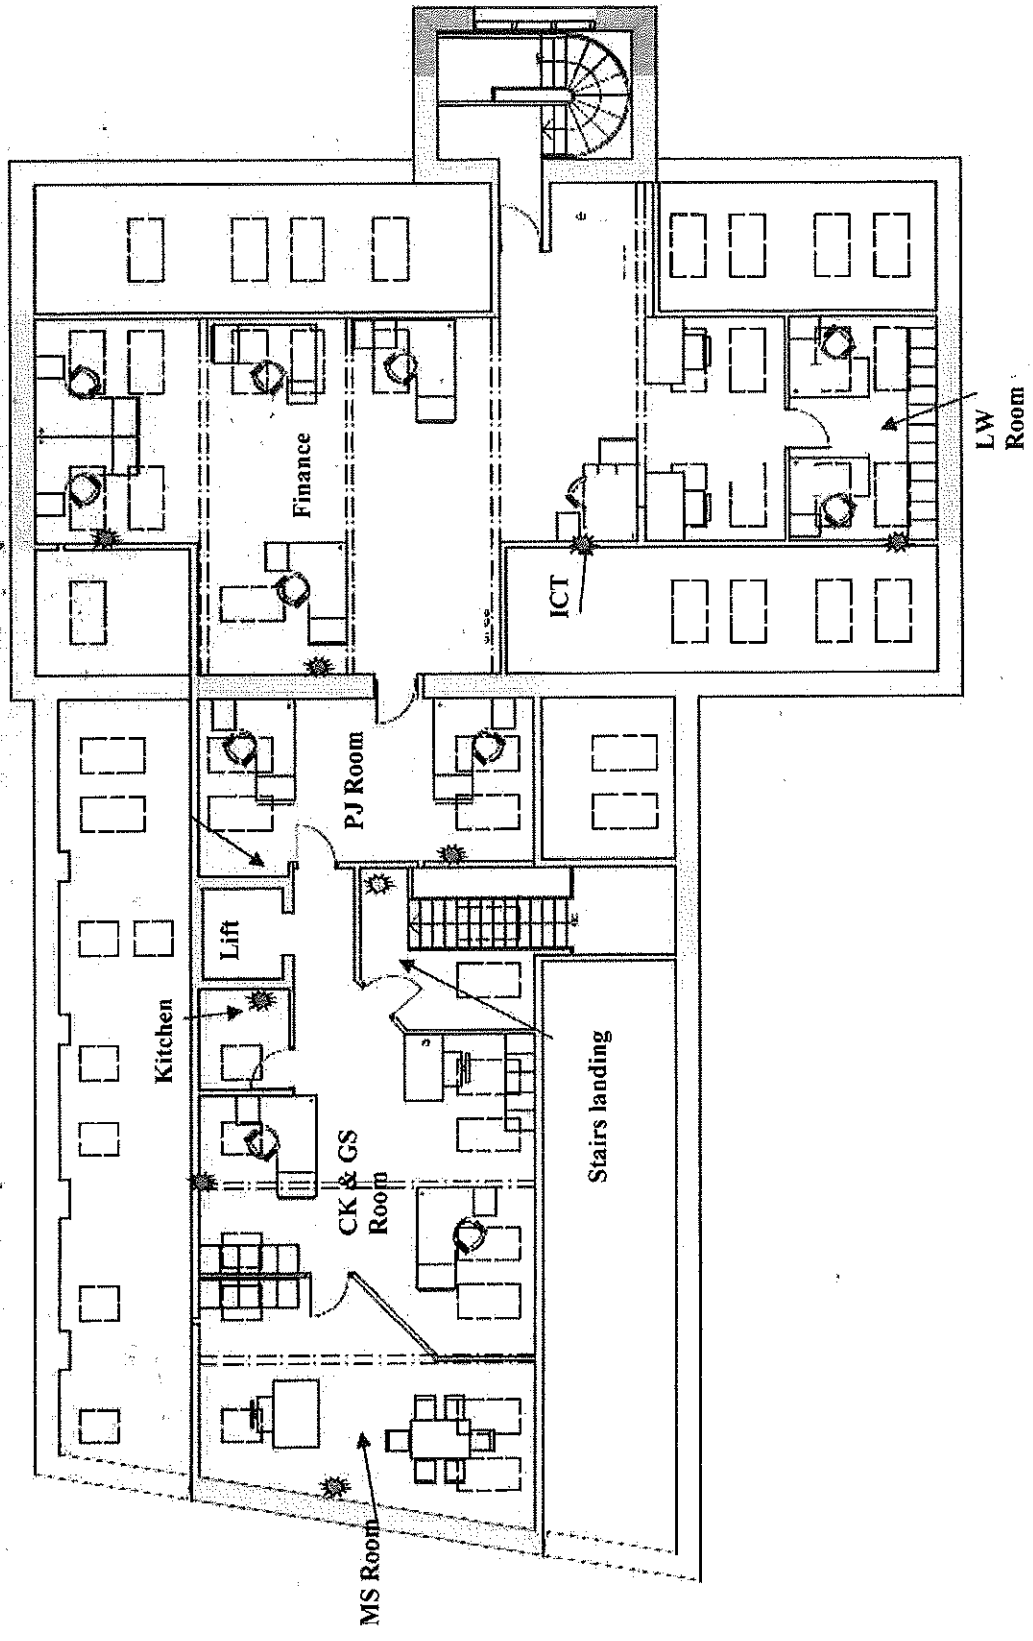 MS Room
Kitchen
CK & GS
Room
Lift
Stairs landing
PJ Room
Finance
ICT
LW
Room